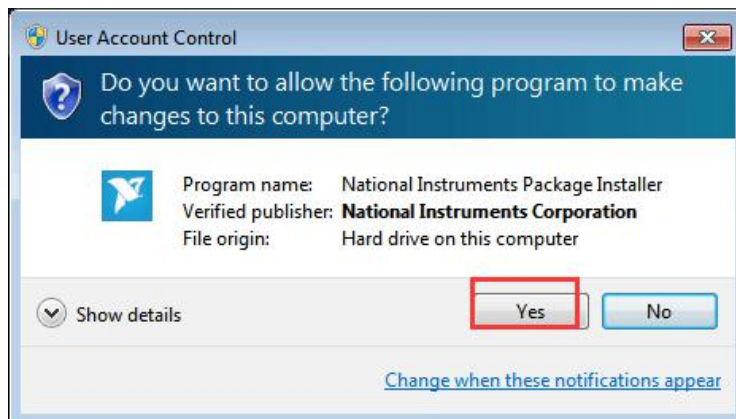 User Account Control
Do you want to allow the following program to make
changes to this computer?
Program name: National Instruments Package Installer
Verified publisher: National Instruments Corporation
File origin: Hard drive on this computer
Show details
Yes
No
Change when these notifications appear